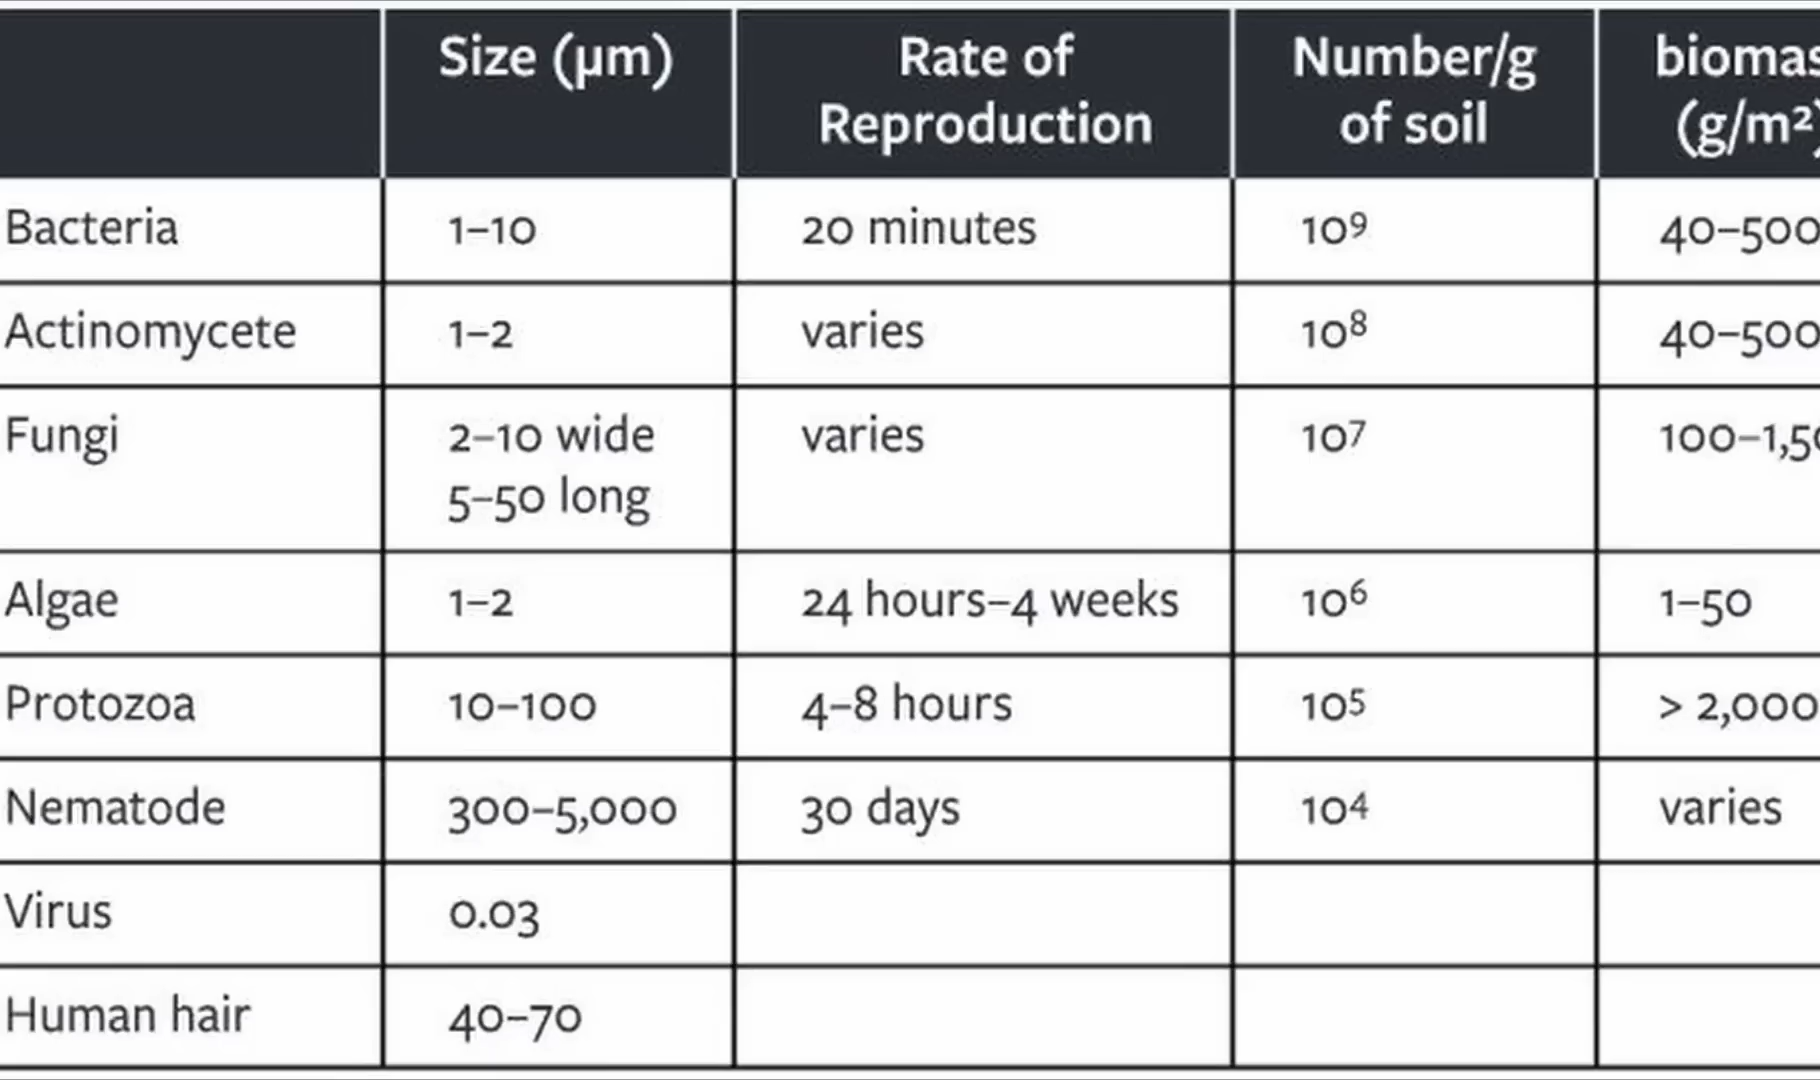 Size (µm) Rate of Reproduction Number/g of soil (g/m²)
Bacteria 1–10 20 minutes 10⁹ 40–500
Actinomycete 1–2 varies 10⁸ 40–500
Fungi 2–10 wide varies 10⁷
5–50 long
Algae 1–2 24 hours–4 weeks 10⁶ 1–50
Protozoa 10–100 4–8 hours 10⁵ > 2,000
Nematode 300–5,000 30 days 10⁴ varies
Virus 0.03
Human hair 40–70